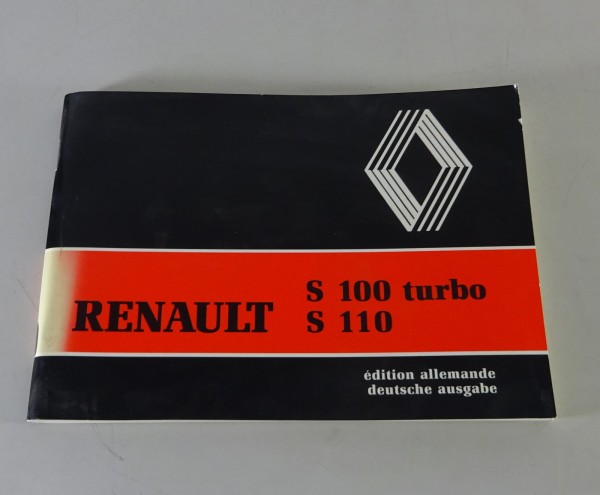 RENAULT
S 100 turbo
S 110
édition allemande
deutsche ausgabe